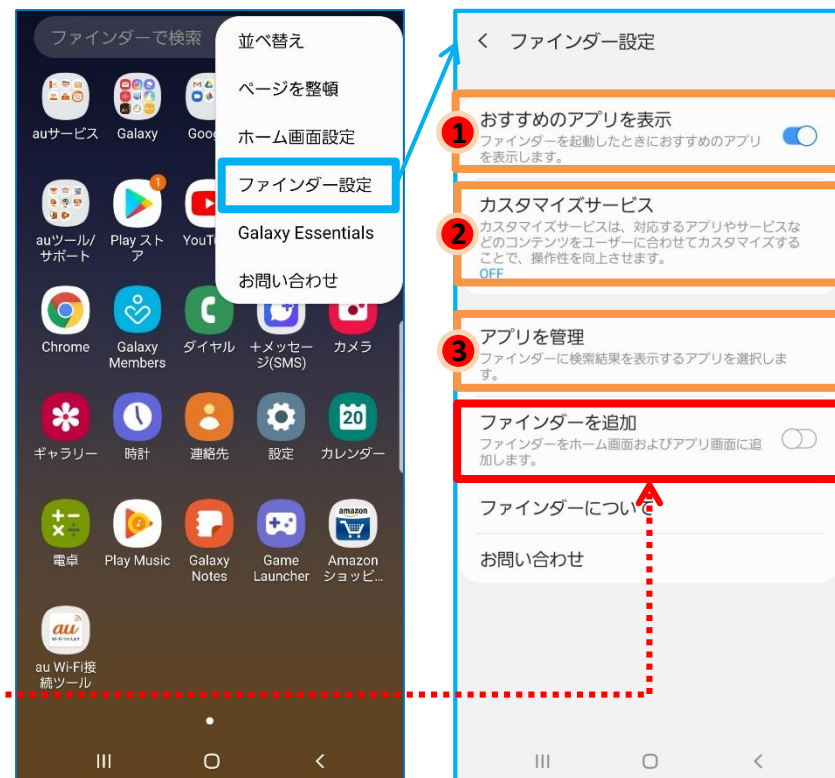 ファインダーで検索
並べ替え
ページを整頓
ホーム画面設定
ファインダー設定
Galaxy Essentials
お問い合わせ
auサービス
Galaxy
Goo
auツール/
サポート
Play スト
ア
1
YouTu
Chrome
Galaxy
Members
ダイヤル
+メッセー
ジ(SMS)
カメラ
ギャラリー
時計
連絡先
設定
20
カレンダー
電卓
Play Music
Galaxy
Notes
Game
Launcher
amazon
Amazon
ショッピ...
au
au Wi-Fi接
続ツール
ファインダー設定
1
おすすめのアプリを表示
ファインダーを起動したときにおすすめのアプリ
を表示します。
2
カスタマイズサービス
カスタマイズサービスは、対応するアプリやサービスな
どのコンテンツをユーザーに合わせてカスタマイズする
ことで、操作性を向上させます。
OFF
3
アプリを管理
ファインダーに検索結果を表示するアプリを選択しま
す。
ファインダーを追加
ファインダーをホーム画面およびアプリ画面に追
加します。
ファインダーについて
お問い合わせ